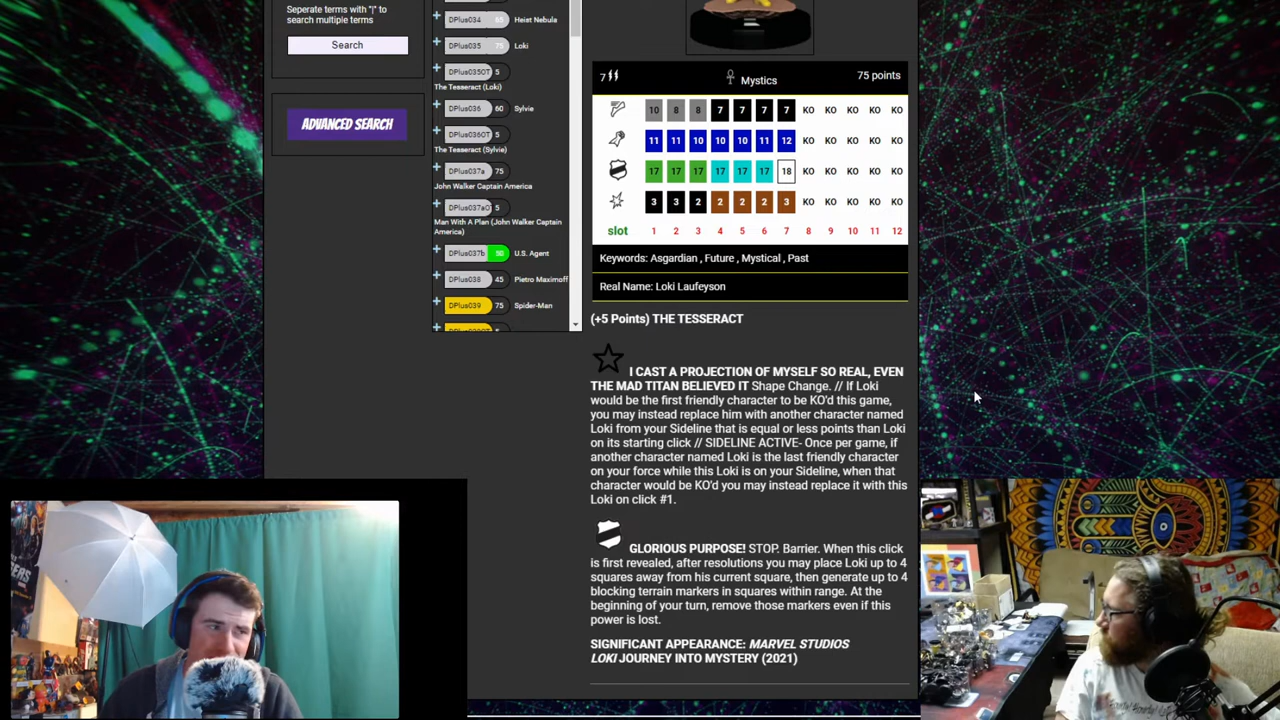 Seperate terms with "|" to
search multiple terms
Search
ADVANCED SEARCH
DPlus034 65 Heist Nebula
DPlus035 75 Loki
DPlus035OT 5
The Tesseract (Loki)
DPlus036 60 Sylvie
DPlus036OT 5
The Tesseract (Sylvie)
DPlus037a 75
John Walker Captain America
DPlus037aOT 5
Man With A Plan (John Walker Captain
America)
DPlus037b 50 U.S. Agent
DPlus038 45 Pietro Maximoff
DPlus039 75 Spider-Man
7 Mystics 75 points
10 8 8 7 7 7 7 KO KO KO KO KO
11 11 10 10 10 11 12 KO KO KO KO KO
17 17 17 17 17 17 18 KO KO KO KO KO
3 3 2 2 2 2 3 KO KO KO KO KO
slot 1 2 3 4 5 6 7 8 9 10 11 12
Keywords: Asgardian , Future , Mystical , Past
Real Name: Loki Laufeyson
(+5 Points) THE TESSERACT
I CAST A PROJECTION OF MYSELF SO REAL, EVEN
THE MAD TITAN BELIEVED IT Shape Change. // If Loki
would be the first friendly character to be KO'd this game,
you may instead replace him with another character named
Loki from your Sideline that is equal or less points than Loki
on its starting click // SIDELINE ACTIVE- Once per game, if
another character named Loki is the last friendly character
on your force while this Loki is on your Sideline, when that
character would be KO'd you may instead replace it with this
Loki on click #1.
GLORIOUS PURPOSE! STOP. Barrier. When this click
is first revealed, after resolutions you may place Loki up to 4
squares away from his current square, then generate up to 4
blocking terrain markers in squares within range. At the
beginning of your turn, remove those markers even if this
power is lost.
SIGNIFICANT APPEARANCE: MARVEL STUDIOS
LOKI JOURNEY INTO MYSTERY (2021)